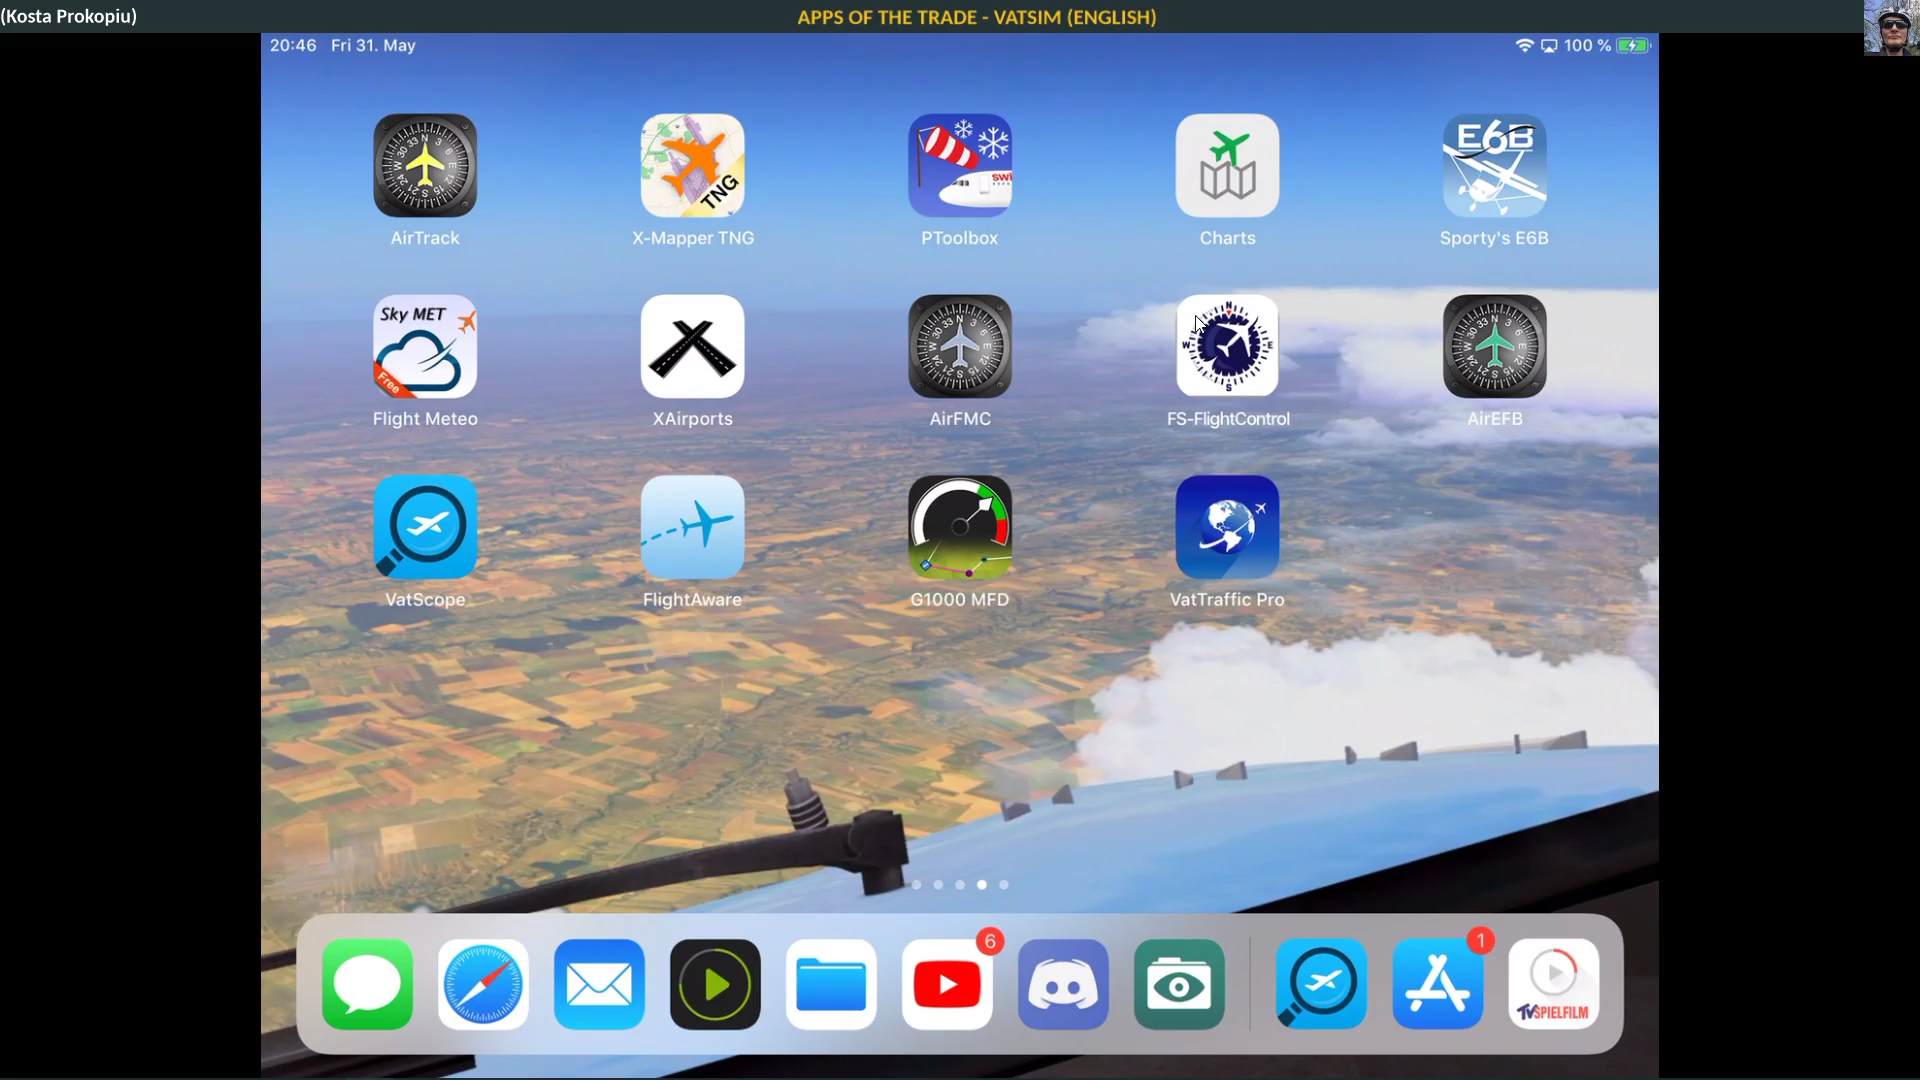 (Kosta Prokopiu)
APPS OF THE TRADE - VATSIM (ENGLISH)
20:46 Fri 31. May
100 %
TNG
SWI
E6B
AirTrack
X-Mapper TNG
PToolbox
Charts
Sporty's E6B
Sky MET
Free
Flight Meteo
XAirports
AirFMC
FS-FlightControl
AirEFB
VatScope
FlightAware
G1000 MFD
VatTraffic Pro
6
1
TVSPIELFILM